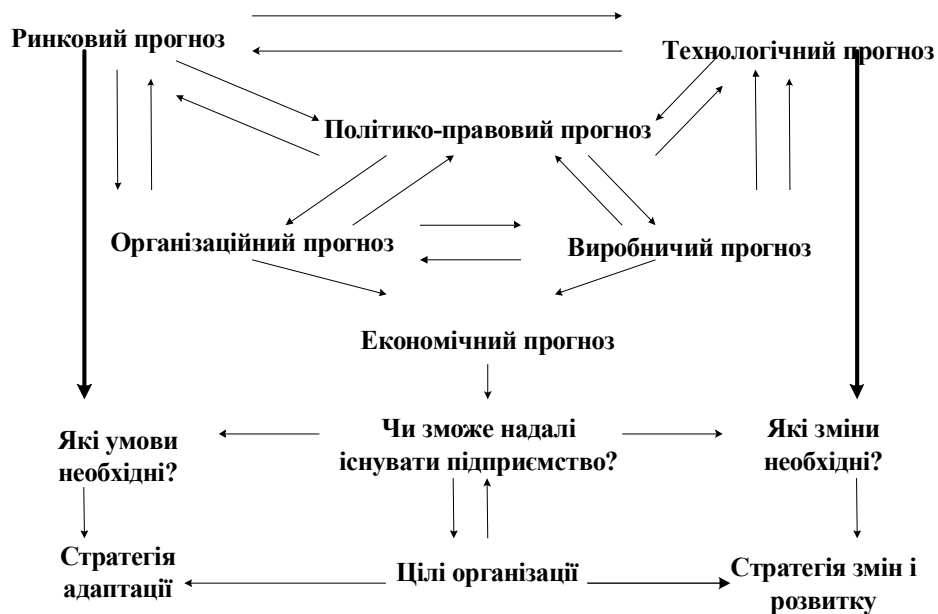 Ринковий прогноз
Технологічний прогноз
Політико-правовий прогноз
Організаційний прогноз
Виробничий прогноз
Економічний прогноз
Які умови
необхідні?
Чи зможе надалі
існувати підприємство?
Які зміни
необхідні?
Стратегія
адаптації
Цілі організації
Стратегія змін і
розвитку